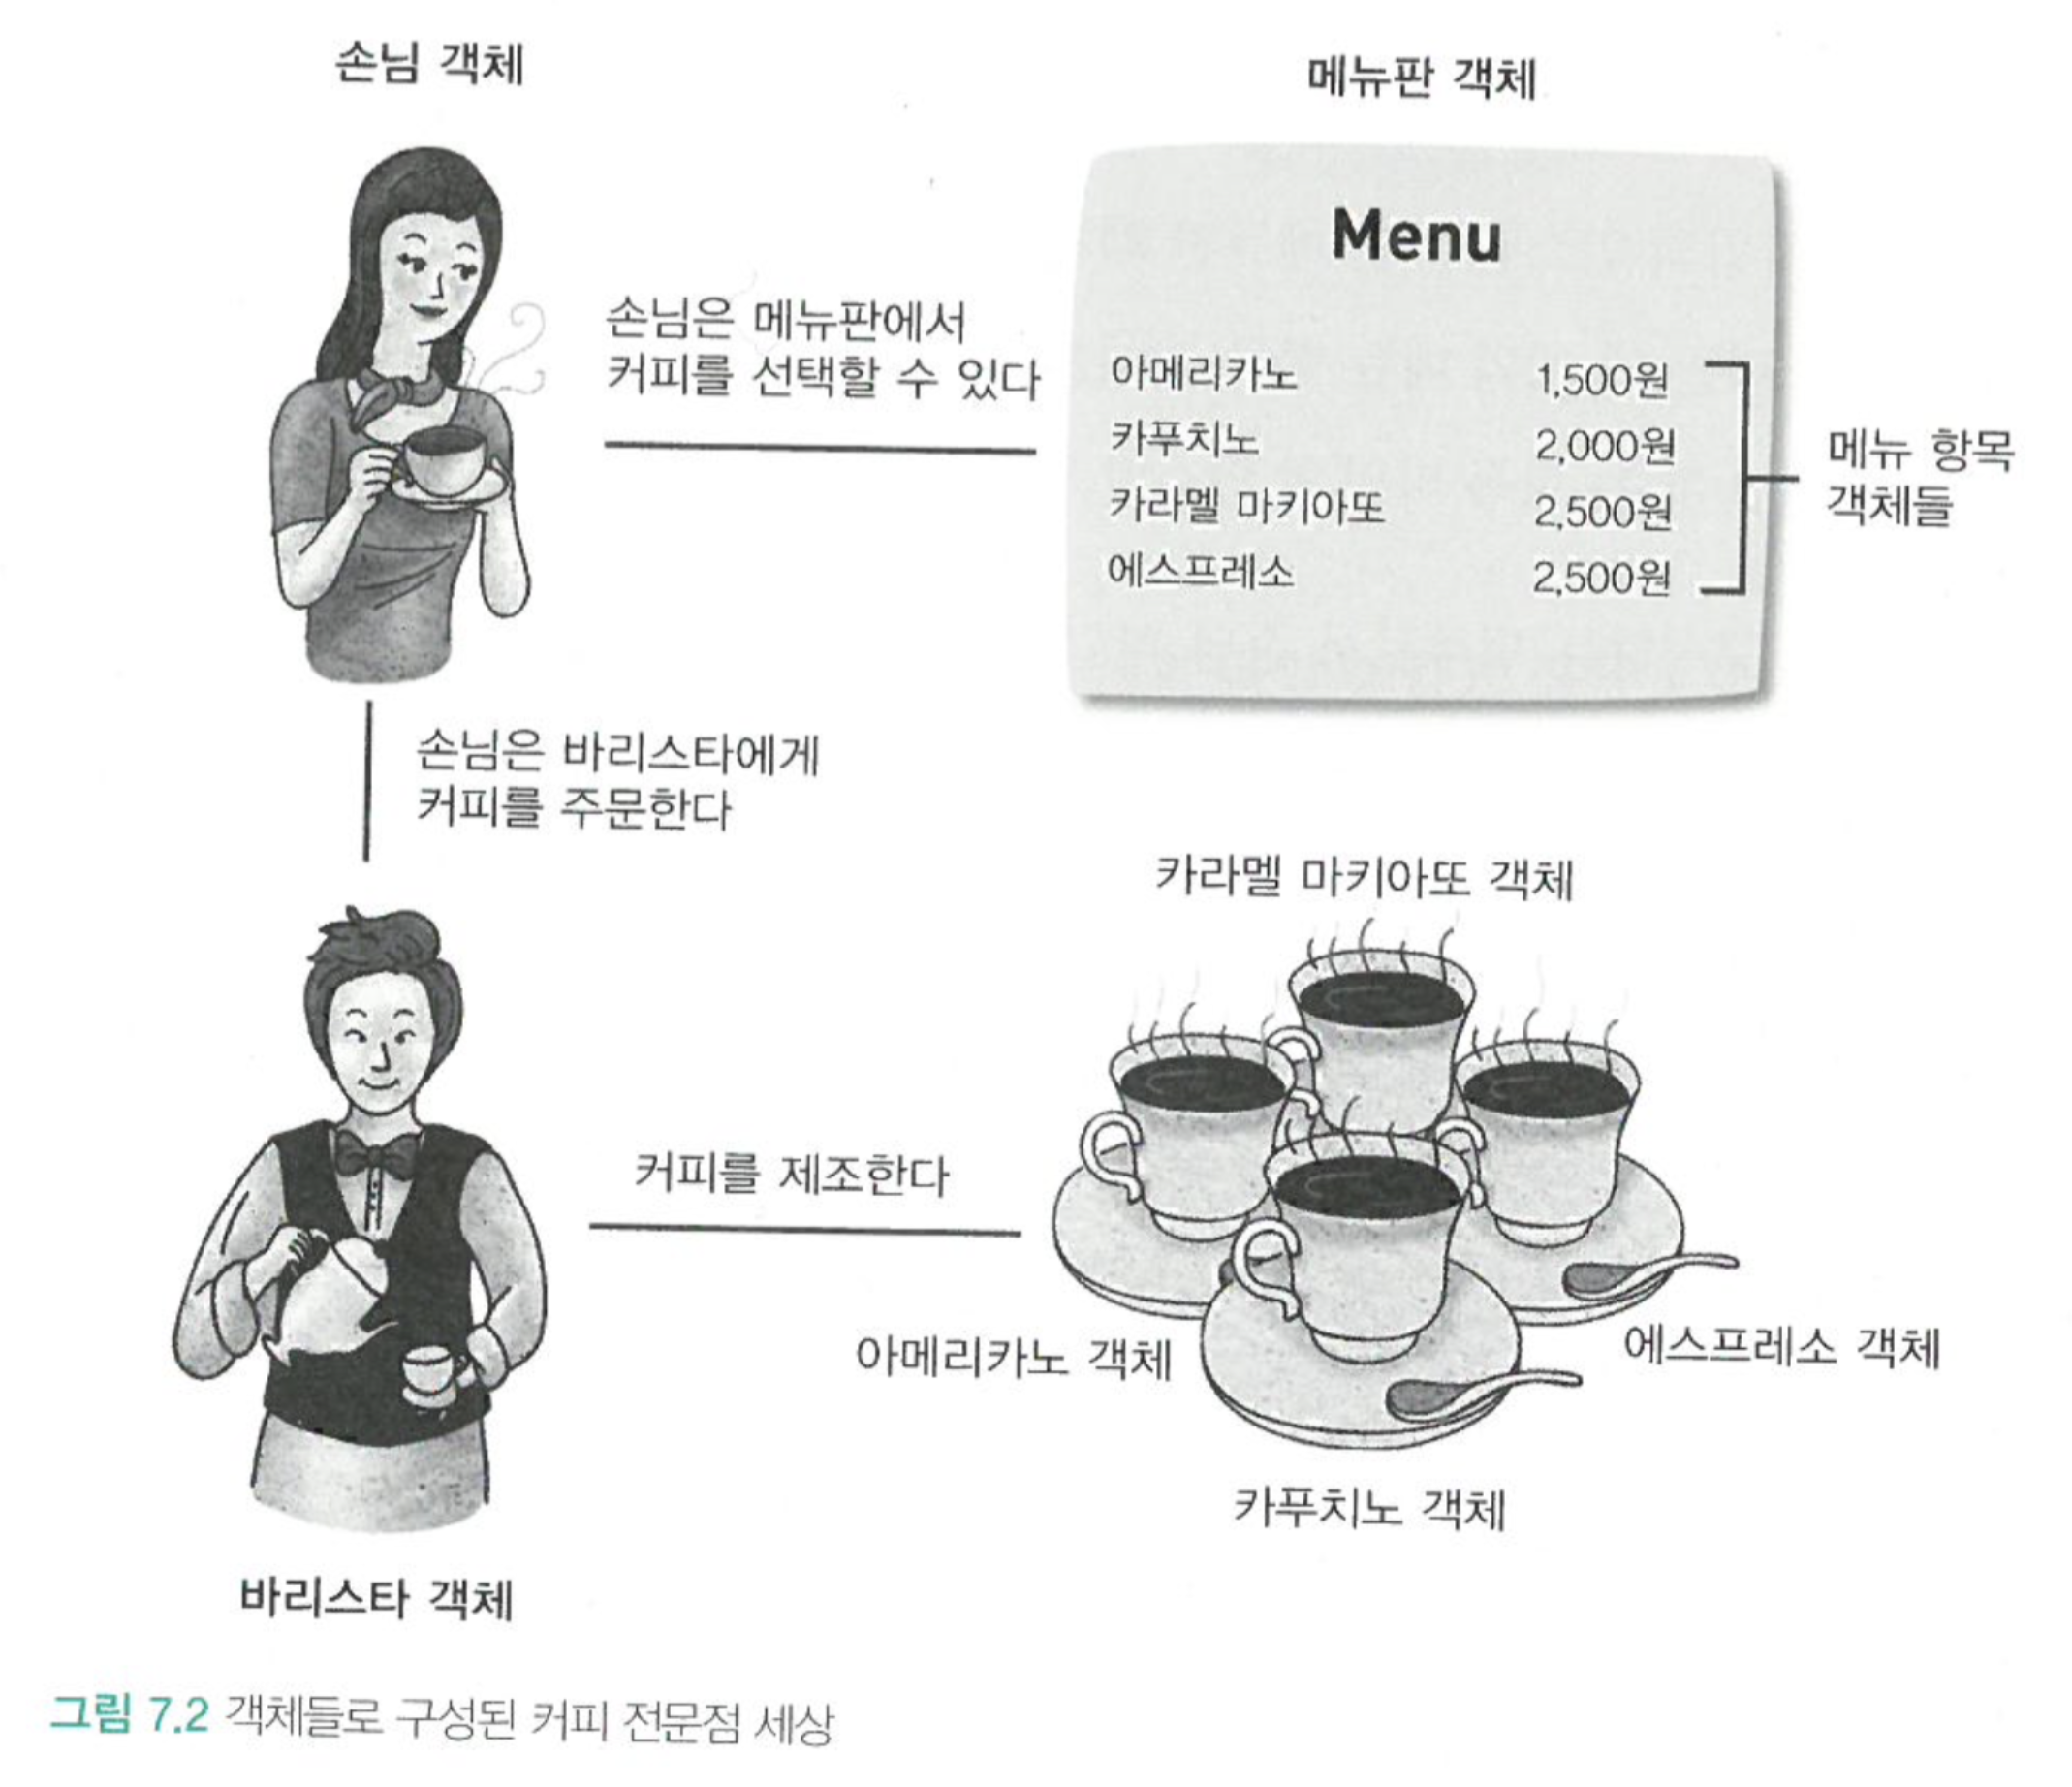 손님 객체
메뉴판 객체
Menu
손님은 메뉴판에서
커피를 선택할 수 있다
아메리카노 1,500원
카푸치노 2,000원
카라멜 마키아또 2,500원
에스프레소 2,500원
메뉴 항목
객체들
손님은 바리스타에게
커피를 주문한다
카라멜 마키아또 객체
커피를 제조한다
아메리카노 객체
에스프레소 객체
카푸치노 객체
바리스타 객체
그림 7.2 객체들로 구성된 커피 전문점 세상